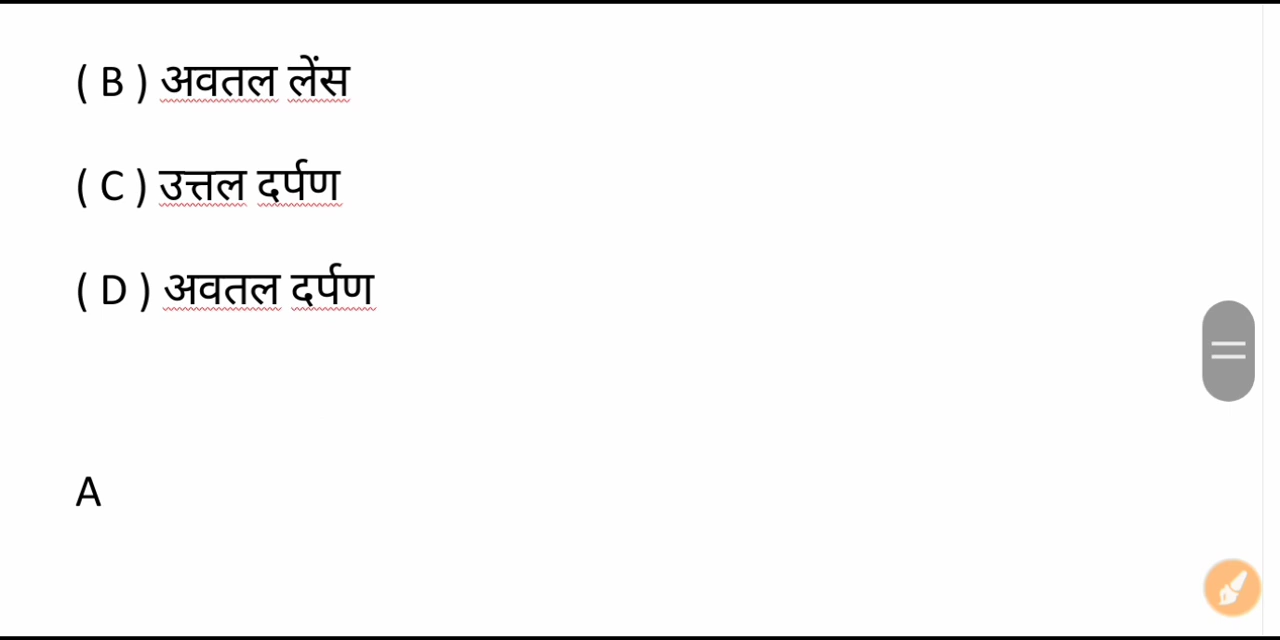 ( B ) अवतल लेंस
( C ) उत्तल दर्पण
( D ) अवतल दर्पण
A